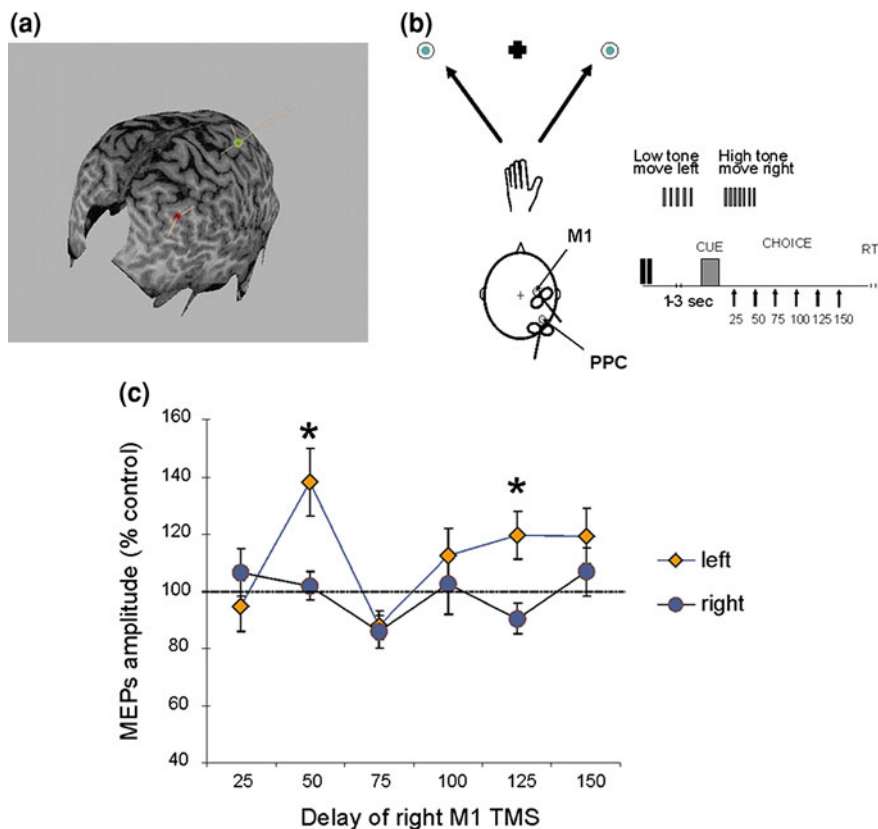 (a)
(b)
Low tone High tone
move left move right
M1
CUE CHOICE RT
1-3 sec
25 50 75 100 125 150
PPC
(c)
160
140
120
100
80
60
40
MEPs amplitude (% control)
*
*
left
right
25 50 75 100 125 150
Delay of right M1 TMS